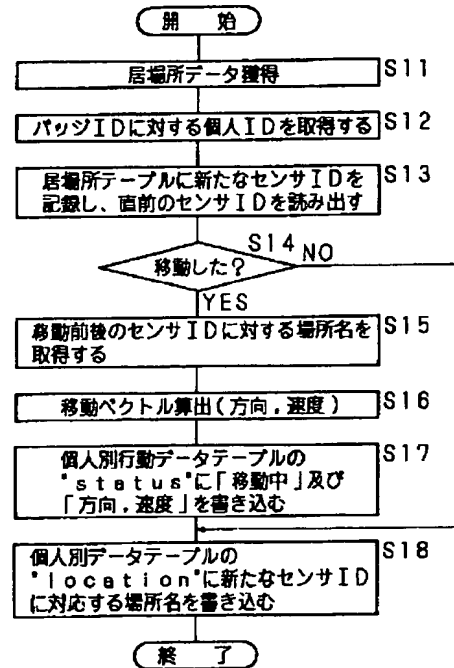 開 始
居場所データ獲得
S11
バッジIDに対する個人IDを取得する
S12
居場所テーブルに新たなセンサIDを
記録し、直前のセンサIDを読み出す
S13
移動した?
S14
NO
YES
移動前後のセンサIDに対する場所名を
取得する
S15
移動ベクトル算出(方向,速度)
S16
個人別行動データテーブルの
"status"に「移動中」及び
「方向,速度」を書き込む
S17
個人別データテーブルの
"location"に新たなセンサID
に対応する場所名を書き込む
S18
終 了